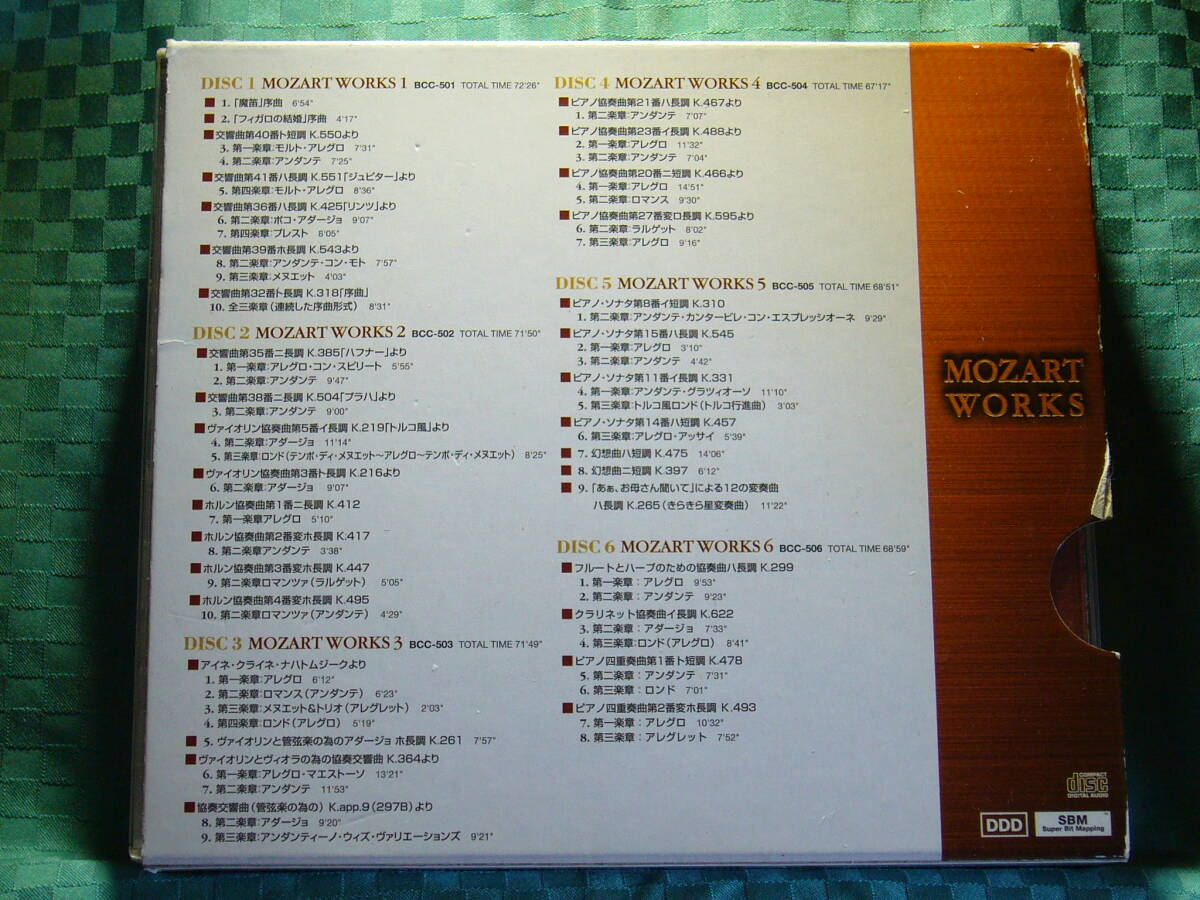 DISC 1 MOZART WORKS 1 BCC-501 TOTAL TIME 72'26"
1.「魔笛」序曲 6'54"
2.「フィガロの結婚」序曲 4'17"
交響曲第40番ト短調 K.550より
3. 第一楽章:モルト・アレグロ 7'31"
4. 第二楽章:アンダンテ 7'25"
交響曲第41番ハ長調 K.551「ジュピター」より
5. 第四楽章:モルト・アレグロ 8'36"
交響曲第36番ハ長調 K.425「リンツ」より
6. 第二楽章:ポコ・アダージョ 9'07"
7. 第四楽章:プレスト 8'05"
交響曲第39番ホ長調 K.543より
8. 第二楽章:アンダンテ・コン・モト 7'57"
9. 第三楽章:メヌエット 4'03"
交響曲第32番ト長調 K.318「序曲」
10. 全三楽章(連続した序曲形式) 8'31"
DISC 2 MOZART WORKS 2 BCC-502 TOTAL TIME 71'50"
交響曲第35番ニ長調 K.385「ハフナー」より
1. 第一楽章:アレグロ・コン・スピリート 5'55"
2. 第二楽章:アンダンテ 9'47"
交響曲第38番ニ長調 K.504「プラハ」より
3. 第二楽章:アンダンテ 9'00"
ヴァイオリン協奏曲第5番イ長調 K.219「トルコ風」より
4. 第二楽章:アダージョ 11'14"
5. 第三楽章:ロンド(テンポ・ディ・メヌエット〜アレグロ〜テンポ・ディ・メヌエット) 8'25"
ヴァイオリン協奏曲第3番ト長調 K.216より
6. 第二楽章:アダージョ 9'07"
ホルン協奏曲第1番ニ長調 K.412
7. 第一楽章アレグロ 5'10"
ホルン協奏曲第2番変ホ長調 K.417
8. 第二楽章アンダンテ 3'38"
ホルン協奏曲第3番変ホ長調 K.447
9. 第二楽章ロマンツァ(ラルゲット) 5'05"
ホルン協奏曲第4番変ホ長調 K.495
10. 第二楽章ロマンツァ(アンダンテ) 4'29"
DISC 3 MOZART WORKS 3 BCC-503 TOTAL TIME 71'49"
アイネ・クライネ・ナハトムジークより
1. 第一楽章:アレグロ 6'12"
2. 第二楽章:ロマンス(アンダンテ) 6'23"
3. 第三楽章:メヌエット&トリオ(アレグレット) 2'03"
4. 第四楽章:ロンド(アレグロ) 5'19"
5. ヴァイオリンと管弦楽の為のアダージョ ホ長調 K.261 7'57"
ヴァイオリンとヴィオラの為の協奏交響曲 K.364より
6. 第一楽章:アレグロ・マエストーソ 13'21"
7. 第二楽章:アンダンテ 11'53"
協奏交響曲(管弦楽の為の) K.app.9(297B)より
8. 第二楽章:アダージョ 9'20"
9. 第三楽章:アンダンティーノ・ウィズ・ヴァリエーションズ 9'21"
DISC 4 MOZART WORKS 4 BCC-504 TOTAL TIME 67'17"
ピアノ協奏曲第21番ハ長調 K.467より
1. 第二楽章:アンダンテ 7'07"
ピアノ協奏曲第23番イ長調 K.488より
2. 第一楽章:アレグロ 11'32"
3. 第二楽章:アンダンテ 7'04"
ピアノ協奏曲第20番ニ短調 K.466より
4. 第一楽章:アレグロ 14'51"
5. 第二楽章:ロマンス 9'30"
ピアノ協奏曲第27番変ロ長調 K.595より
6. 第二楽章:ラルゲット 8'02"
7. 第三楽章:アレグロ 9'16"
DISC 5 MOZART WORKS 5 BCC-505 TOTAL TIME 68'51"
ピアノ・ソナタ第8番イ短調 K.310
1. 第二楽章:アンダンテ・カンタービレ・コン・エスプレッシオーネ 9'29"
ピアノ・ソナタ第15番ハ長調 K.545
2. 第一楽章:アレグロ 3'10"
3. 第二楽章:アンダンテ 4'42"
ピアノ・ソナタ第11番イ長調 K.331
4. 第一楽章:アンダンテ・グラツィオーソ 11'10"
5. 第三楽章:トルコ風ロンド(トルコ行進曲) 3'03"
ピアノ・ソナタ第14番ハ短調 K.457
6. 第三楽章:アレグロ・アッサイ 5'39"
7. 幻想曲ハ短調 K.475 14'06"
8. 幻想曲ニ短調 K.397 6'12"
9.「あぁ、お母さん聞いて」による12の変奏曲
ハ長調 K.265(きらきら星変奏曲) 11'22"
DISC 6 MOZART WORKS 6 BCC-506 TOTAL TIME 68'59"
フルートとハープのための協奏曲ハ長調 K.299
1. 第一楽章:アレグロ 9'53"
2. 第二楽章:アンダンテ 9'23"
クラリネット協奏曲イ長調 K.622
3. 第二楽章:アダージョ 7'33"
4. 第三楽章:ロンド(アレグロ) 8'41"
ピアノ四重奏曲第1番ト短調 K.478
5. 第二楽章:アンダンテ 7'31"
6. 第三楽章:ロンド 7'01"
ピアノ四重奏曲第2番変ホ長調 K.493
7. 第一楽章:アレグロ 10'32"
8. 第三楽章:アレグレット 7'52"
MOZART
WORKS
COMPACT
disc
DIGITAL AUDIO
DDD
SBM
Super Bit Mapping